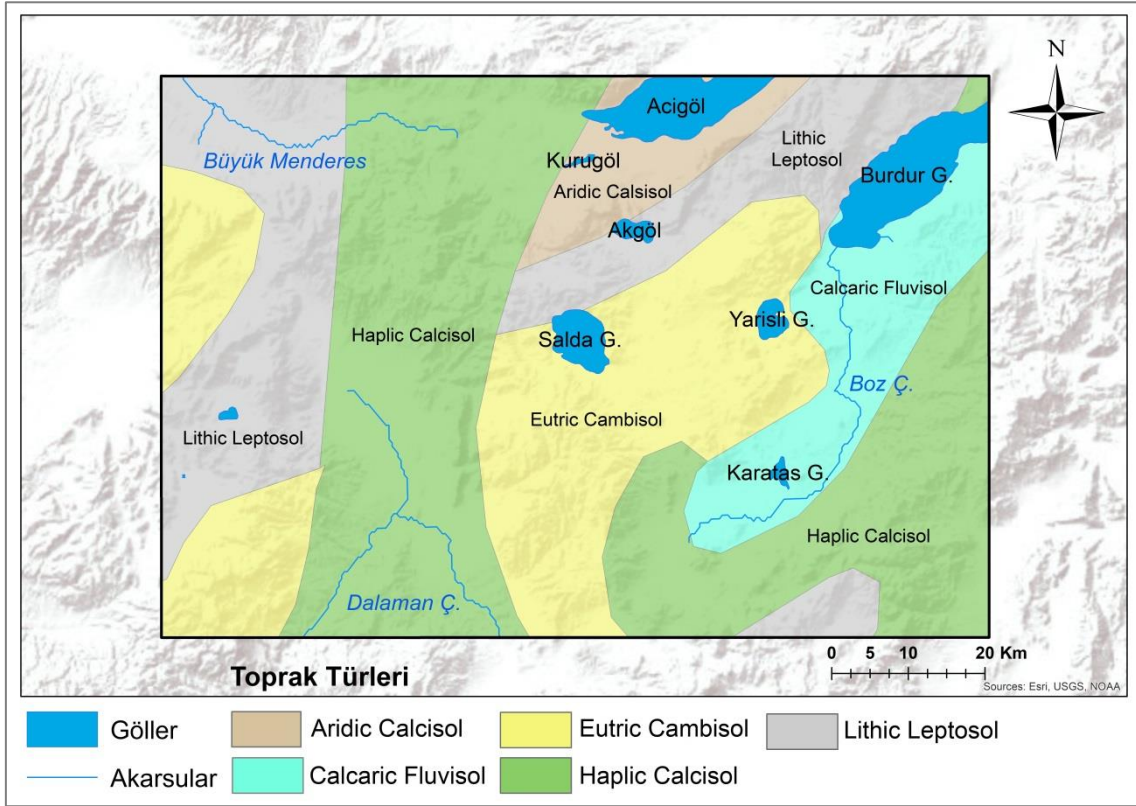 N
Acigöl
Büyük Menderes
Kurugöl
Lithic
Leptosol
Burdur G.
Aridic Calsisol
Akgöl
Calcaric Fluvisol
Haplic Calcisol
Salda G.
Yarisli G.
Boz Ç.
Eutric Cambisol
Lithic Leptosol
Karatas G.
Haplic Calcisol
Dalaman Ç.
Toprak Türleri
0 5 10 20 Km
Sources: Esri, USGS, NOAA
Göller
Aridic Calcisol
Eutric Cambisol
Lithic Leptosol
Akarsular
Calcaric Fluvisol
Haplic Calcisol